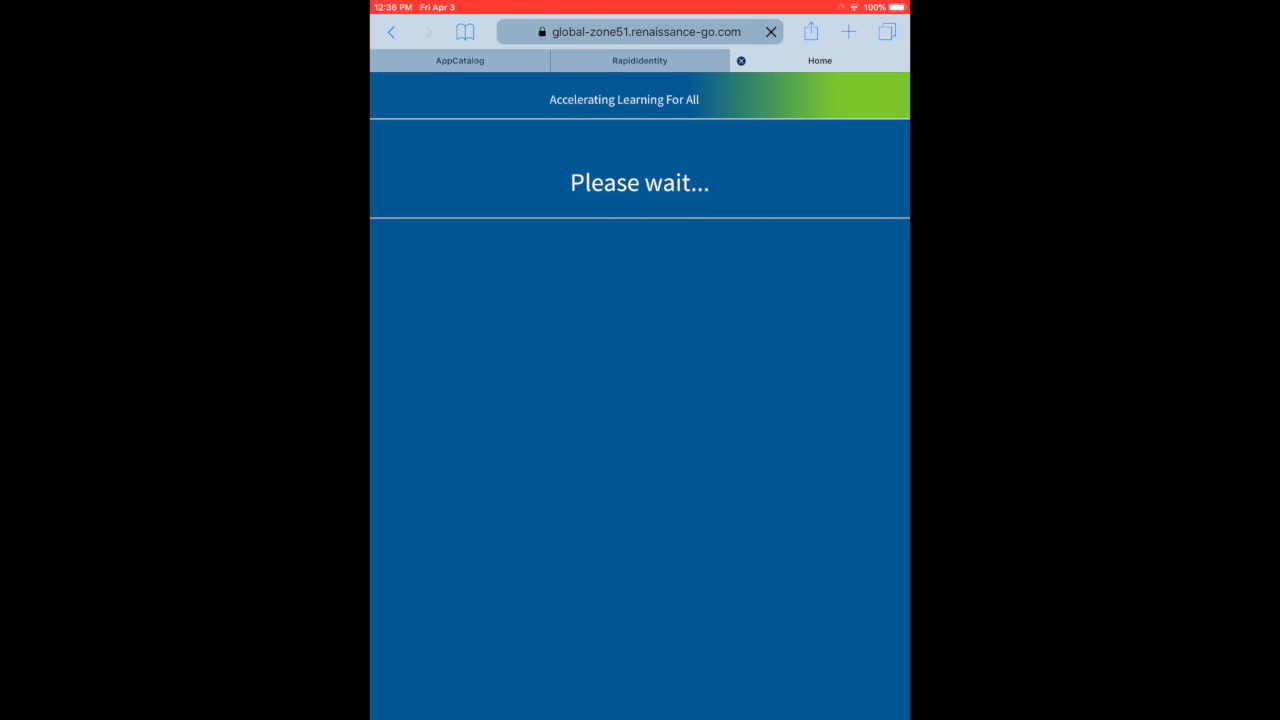 12:36 PM Fri Apr 3 100%
global-zone51.renaissance-go.com
AppCatalog RapidIdentity Home
Accelerating Learning For All
Please wait...